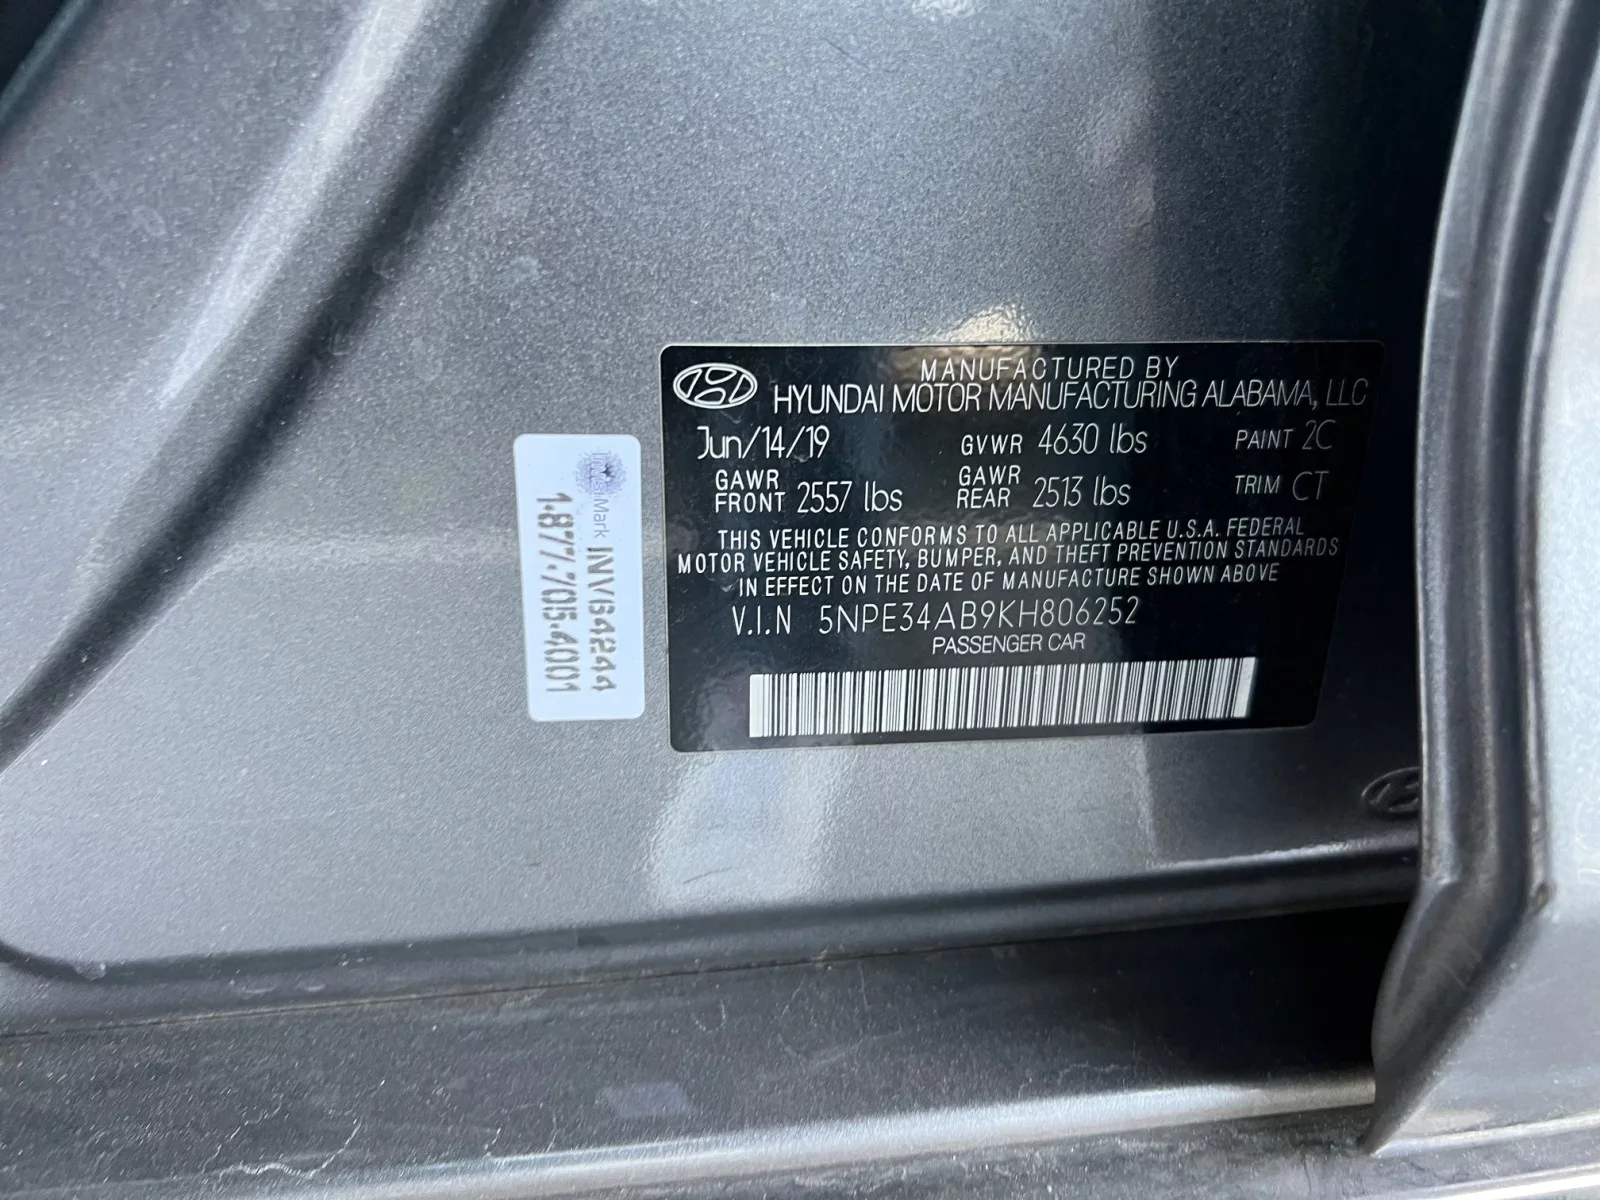 MANUFACTURED BY
HYUNDAI MOTOR MANUFACTURING ALABAMA, LLC
Jun/14/19 GVWR 4630 lbs PAINT 2C
GAWR FRONT 2557 lbs GAWR REAR 2513 lbs TRIM CT
THIS VEHICLE CONFORMS TO ALL APPLICABLE U.S.A. FEDERAL
MOTOR VEHICLE SAFETY, BUMPER, AND THEFT PREVENTION STANDARDS
IN EFFECT ON THE DATE OF MANUFACTURE SHOWN ABOVE
V.I.N 5NPE34AB9KH806252
PASSENGER CAR
INV64244
1-877-705-4001